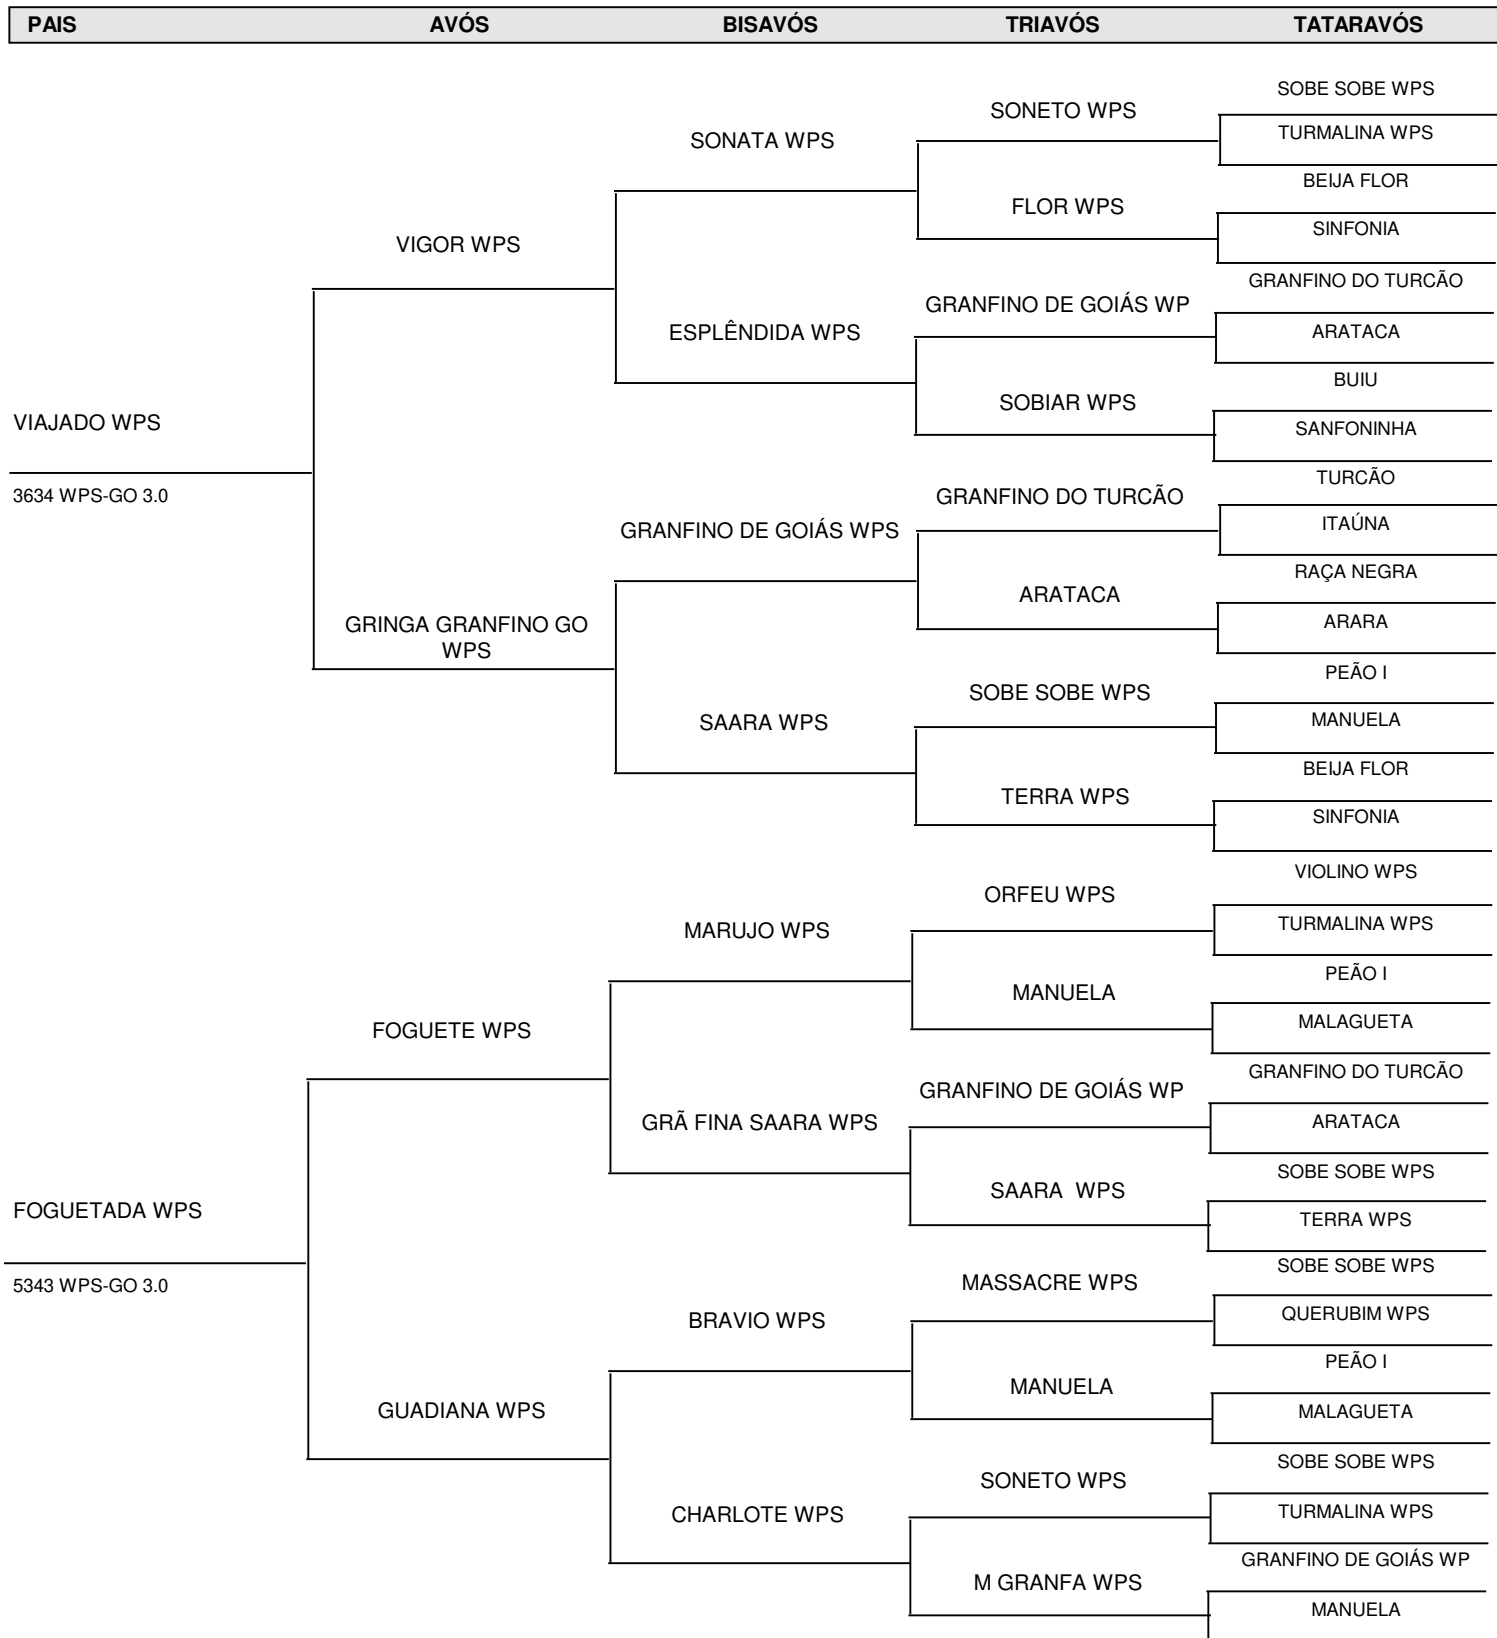 PAIS AVÓS BISAVÓS TRIAVÓS TATARAVÓS
SOBE SOBE WPS
SONETO WPS
TURMALINA WPS
SONATA WPS
BEIJA FLOR
FLOR WPS
SINFONIA
VIGOR WPS
GRANFINO DO TURCÃO
GRANFINO DE GOIÁS WP
ARATACA
ESPLÊNDIDA WPS
BUIU
SOBIAR WPS
SANFONINHA
VIAJADO WPS
3634 WPS-GO 3.0
TURCÃO
GRANFINO DO TURCÃO
ITAÚNA
GRANFINO DE GOIÁS WPS
RAÇA NEGRA
ARATACA
ARARA
GRINGA GRANFINO GO
WPS
PEÃO I
SOBE SOBE WPS
MANUELA
SAARA WPS
BEIJA FLOR
TERRA WPS
SINFONIA
VIOLINO WPS
ORFEU WPS
TURMALINA WPS
MARUJO WPS
PEÃO I
MANUELA
MALAGUETA
FOGUETE WPS
GRANFINO DO TURCÃO
GRANFINO DE GOIÁS WP
ARATACA
GRÃ FINA SAARA WPS
SOBE SOBE WPS
SAARA  WPS
TERRA WPS
FOGUETADA WPS
5343 WPS-GO 3.0
SOBE SOBE WPS
MASSACRE WPS
QUERUBIM WPS
BRAVIO WPS
PEÃO I
MANUELA
MALAGUETA
GUADIANA WPS
SOBE SOBE WPS
SONETO WPS
TURMALINA WPS
CHARLOTE WPS
GRANFINO DE GOIÁS WP
M GRANFA WPS
MANUELA